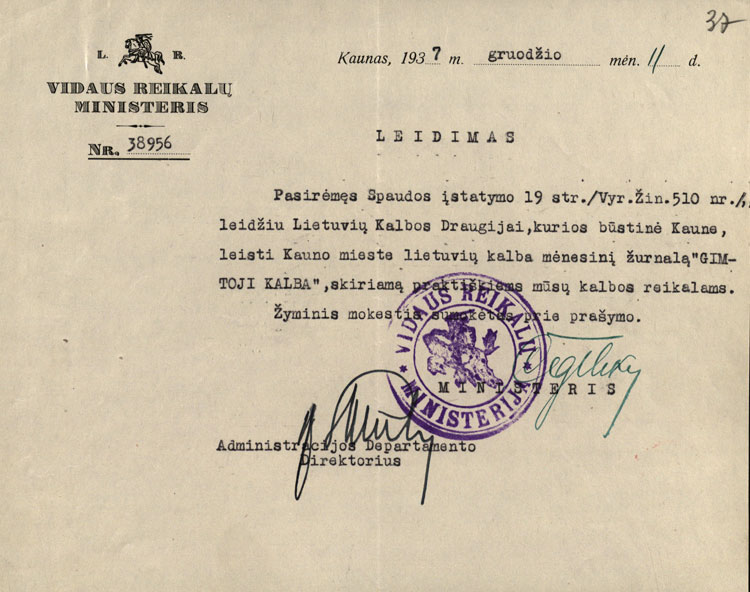 37
L. R.
VIDAUS REIKALŲ
MINISTERIS
NR. 38956
Kaunas, 1937 m. gruodžio mėn. 11 d.
LEIDIMAS
Pasirėmęs Spaudos įstatymo 19 str./Vyr.Žin.510 nr./,
leidžiu Lietuvių Kalbos Draugijai,kurios būstinė Kaune,
leisti Kauno mieste lietuvių kalba mėnesinį žurnalą"GIM-
TOJI KALBA",skiriamą praktiškiems mūsų kalbos reikalams.
Žyminis mokestis sumokėtas prie prašymo.
VIDAUS REIKALŲ
MINISTERIJA
MINISTERIS
Administracijos Departamento
Direktorius